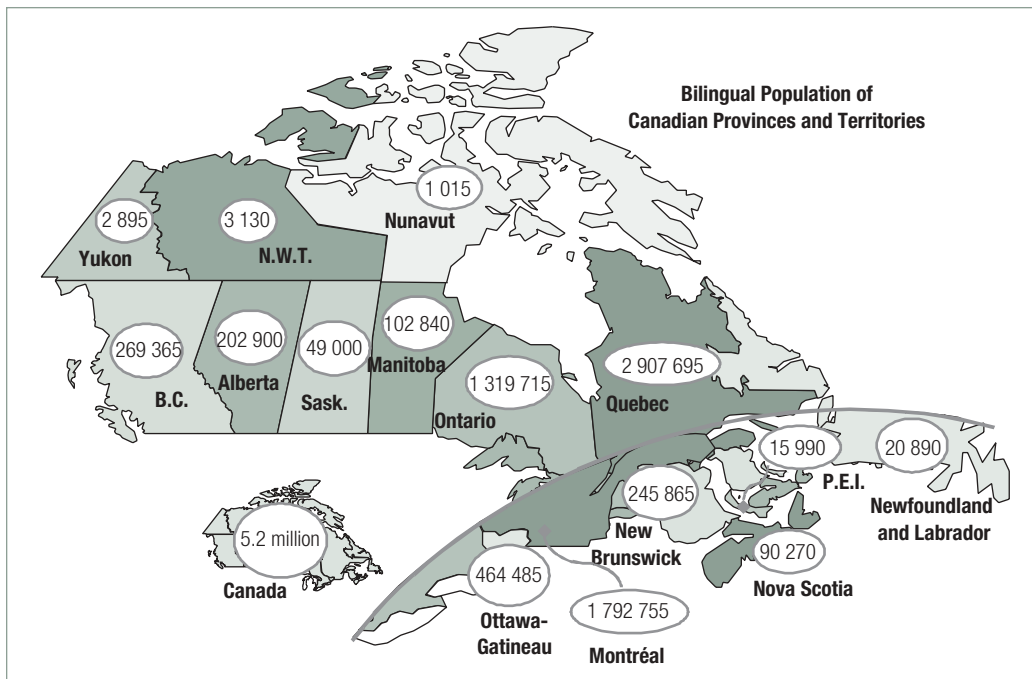 Bilingual Population of
Canadian Provinces and Territories
1 015
Nunavut
2 895
Yukon
3 130
N.W.T.
269 365
B.C.
202 900
Alberta
49 000
Sask.
102 840
Manitoba
1 319 715
Ontario
2 907 695
Quebec
15 990
P.E.I.
20 890
Newfoundland
and Labrador
245 865
New
Brunswick
90 270
Nova Scotia
5.2 million
Canada
464 485
Ottawa-
Gatineau
1 792 755
Montréal